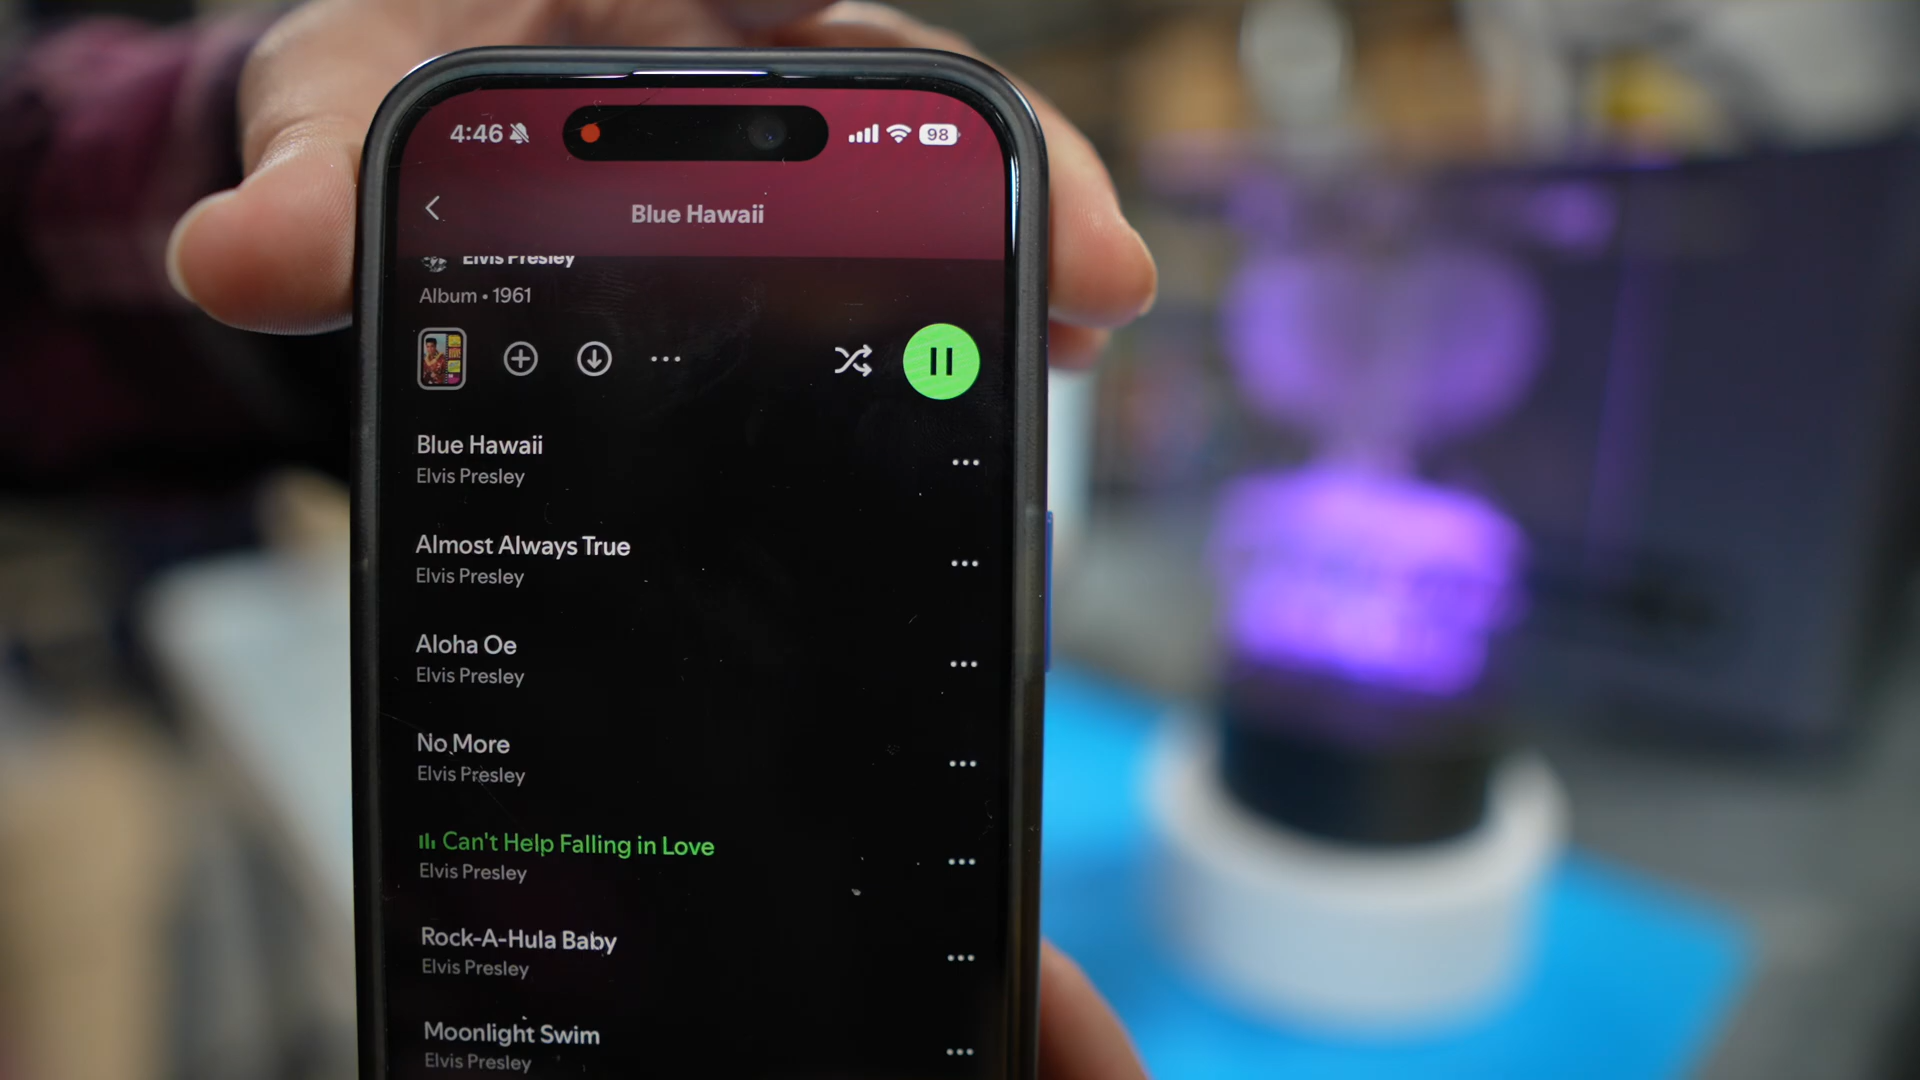 4:46
98
Blue Hawaii
Elvis Presley
Album • 1961
Blue Hawaii
Elvis Presley
Almost Always True
Elvis Presley
Aloha Oe
Elvis Presley
No More
Elvis Presley
Can't Help Falling in Love
Elvis Presley
Rock-A-Hula Baby
Elvis Presley
Moonlight Swim
Elvis Presley